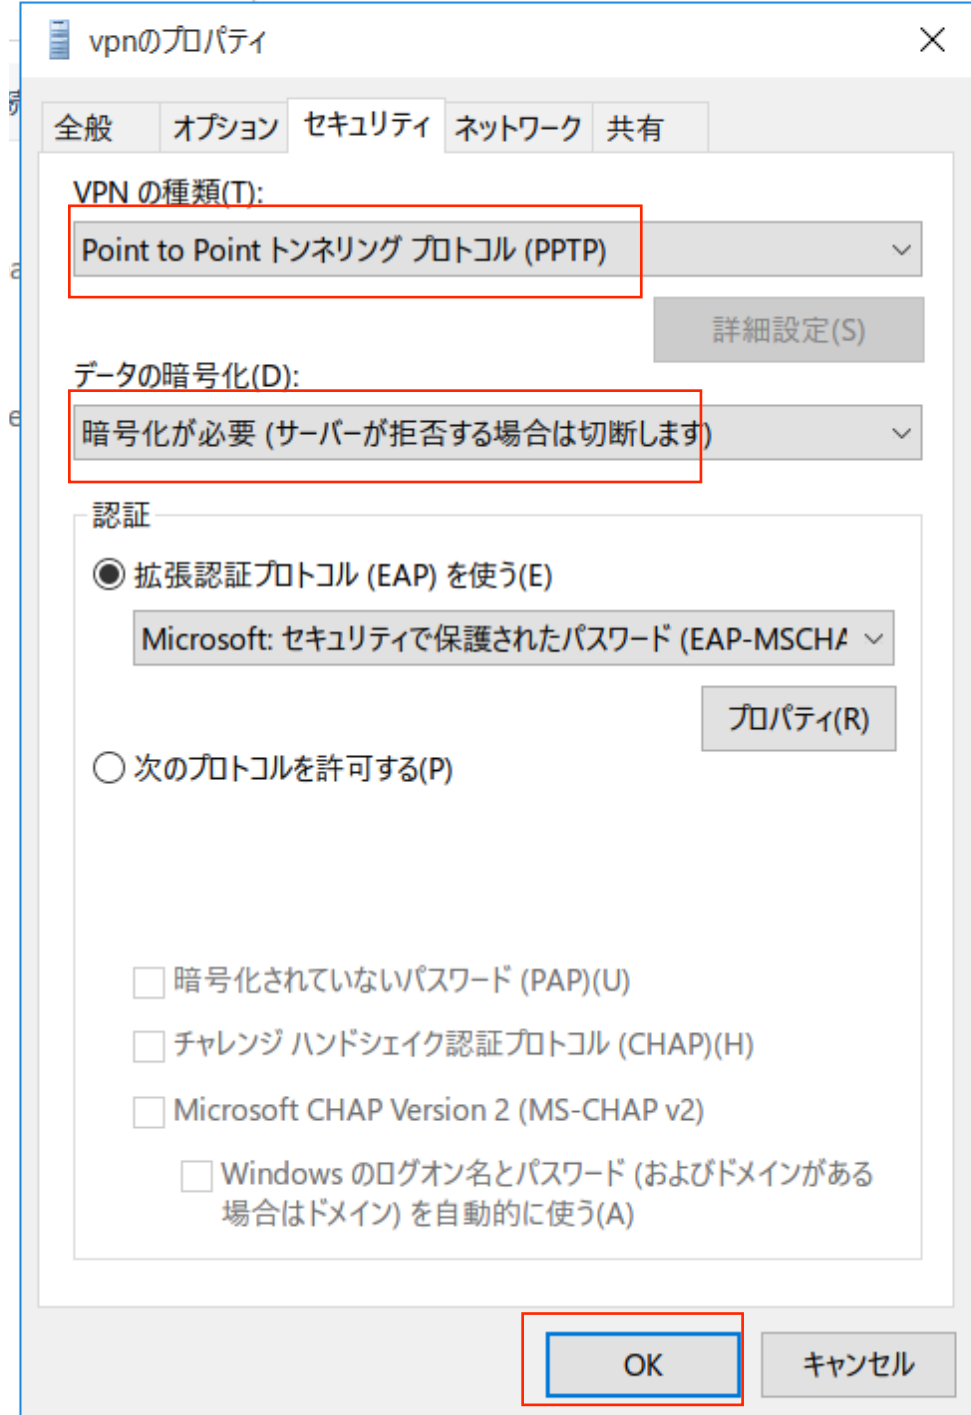 vpnのプロパティ
全般 オプション セキュリティ ネットワーク 共有
VPN の種類(T):
Point to Point トンネリング プロトコル (PPTP)
詳細設定(S)
データの暗号化(D):
暗号化が必要 (サーバーが拒否する場合は切断します)
認証
拡張認証プロトコル (EAP) を使う(E)
Microsoft: セキュリティで保護されたパスワード (EAP-MSCHA
プロパティ(R)
次のプロトコルを許可する(P)
暗号化されていないパスワード (PAP)(U)
チャレンジ ハンドシェイク認証プロトコル (CHAP)(H)
Microsoft CHAP Version 2 (MS-CHAP v2)
Windows のログオン名とパスワード (およびドメインがある
場合はドメイン) を自動的に使う(A)
OK キャンセル